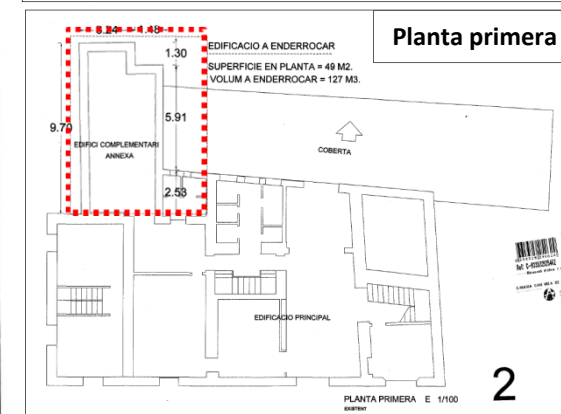 Planta primera
3.24 1.48
1.30
EDIFICACIO A ENDERROCAR
SUPERFICIE EN PLANTA = 49 M2.
VOLUM A ENDERROCAR = 127 M3.
5.91
9.70
EDIFICI COMPLEMENTARI
ANNEXA
COBERTA
2.53
EDIFICACIO PRINCIPAL
PLANTA PRIMERA E 1/100
EXISTENT
2